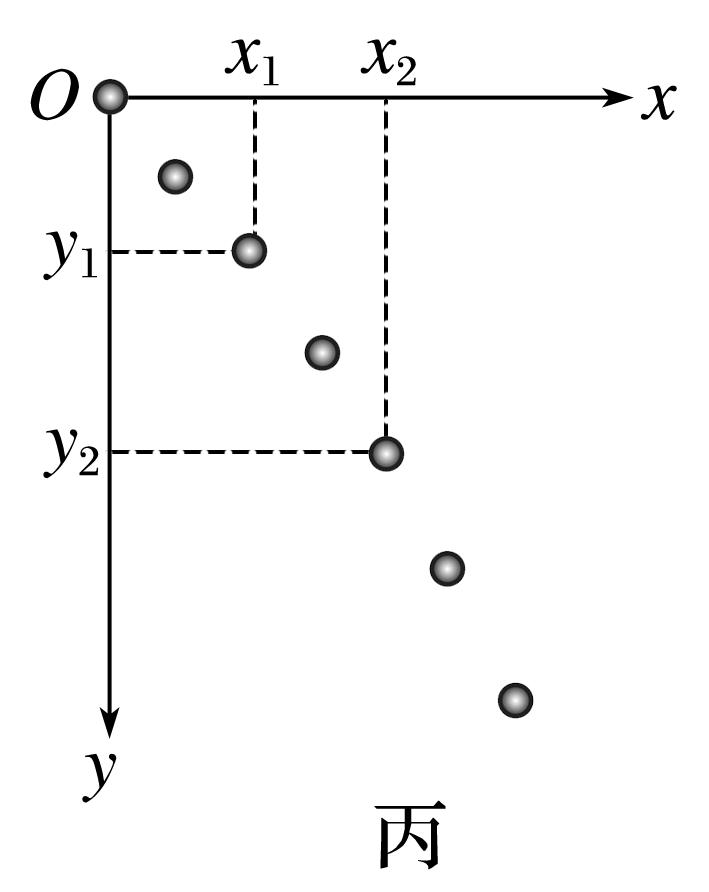 x₁ x₂
O x
y₁
y₂
y
丙